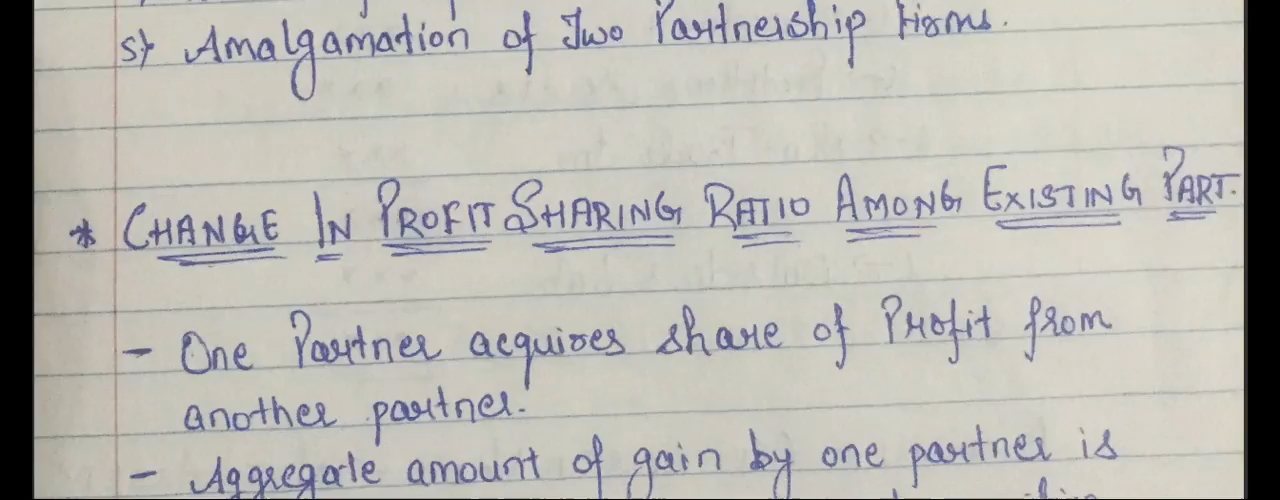 5) Amalgamation of Two Partnership Firms.
* CHANGE IN PROFIT SHARING RATIO AMONG EXISTING PART.
- One Partner acquires share of Profit from
another partner.
- Aggregate amount of gain by one partner is